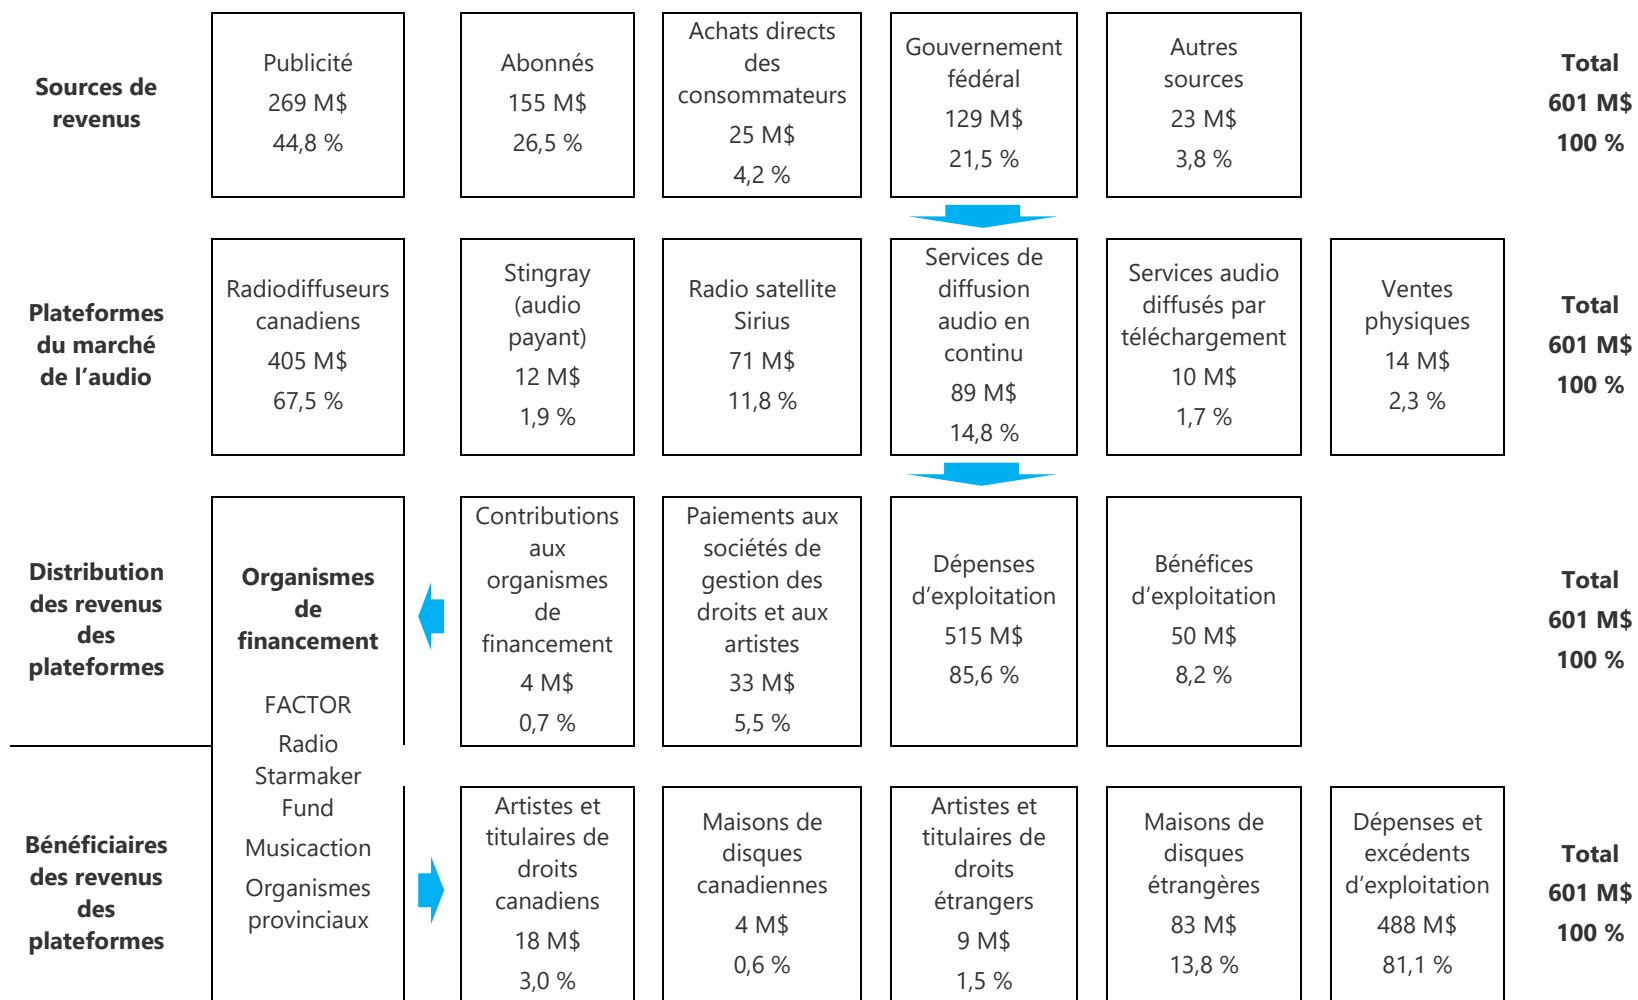 Sources de
revenus
Publicité
269 M$
44,8 %
Abonnés
155 M$
26,5 %
Achats directs
des
consommateurs
25 M$
4,2 %
Gouvernement
fédéral
129 M$
21,5 %
Autres
sources
23 M$
3,8 %
Total
601 M$
100 %
Plateformes
du marché
de l’audio
Radiodiffuseurs
canadiens
405 M$
67,5 %
Stingray
(audio
payant)
12 M$
1,9 %
Radio satellite
Sirius
71 M$
11,8 %
Services de
diffusion
audio en
continu
89 M$
14,8 %
Services audio
diffusés par
téléchargement
10 M$
1,7 %
Ventes
physiques
14 M$
2,3 %
Total
601 M$
100 %
Distribution
des revenus
des
plateformes
Organismes
de
financement
FACTOR
Radio
Starmaker
Fund
Musicaction
Organismes
provinciaux
Contributions
aux
organismes
de
financement
4 M$
0,7 %
Paiements aux
sociétés de
gestion des
droits et aux
artistes
33 M$
5,5 %
Dépenses
d’exploitation
515 M$
85,6 %
Bénéfices
d’exploitation
50 M$
8,2 %
Total
601 M$
100 %
Bénéficiaires
des revenus
des
plateformes
Artistes et
titulaires de
droits
canadiens
18 M$
3,0 %
Maisons de
disques
canadiennes
4 M$
0,6 %
Artistes et
titulaires de
droits
étrangers
9 M$
1,5 %
Maisons de
disques
étrangères
83 M$
13,8 %
Dépenses et
excédents
d’exploitation
488 M$
81,1 %
Total
601 M$
100 %